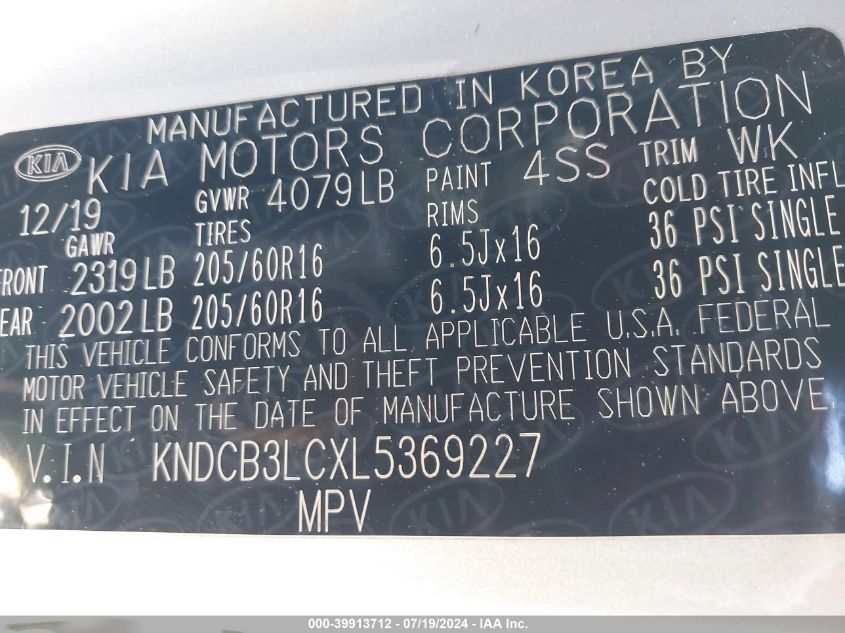 MANUFACTURED IN KOREA BY
KIA KIA MOTORS CORPORATION
12/19 GVWR 4079LB PAINT 4SS TRIM WK
GAWR TIRES RIMS COLD TIRE INFL
FRONT 2319LB 205/60R16 6.5Jx16 36 PSI SINGLE
EAR 2002LB 205/60R16 6.5Jx16 36 PSI SINGLE
THIS VEHICLE CONFORMS TO ALL APPLICABLE U.S.A. FEDERAL
MOTOR VEHICLE SAFETY AND THEFT PREVENTION STANDARDS
IN EFFECT ON THE DATE OF MANUFACTURE SHOWN ABOVE.
V.I.N KNDCB3LCXL5369227
MPV
000-39913712 - 07/19/2024 - IAA Inc.